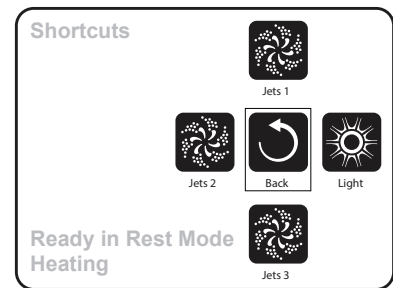 Shortcuts
Jets 1
Jets 2 Back Light
Ready in Rest Mode
Heating
Jets 3